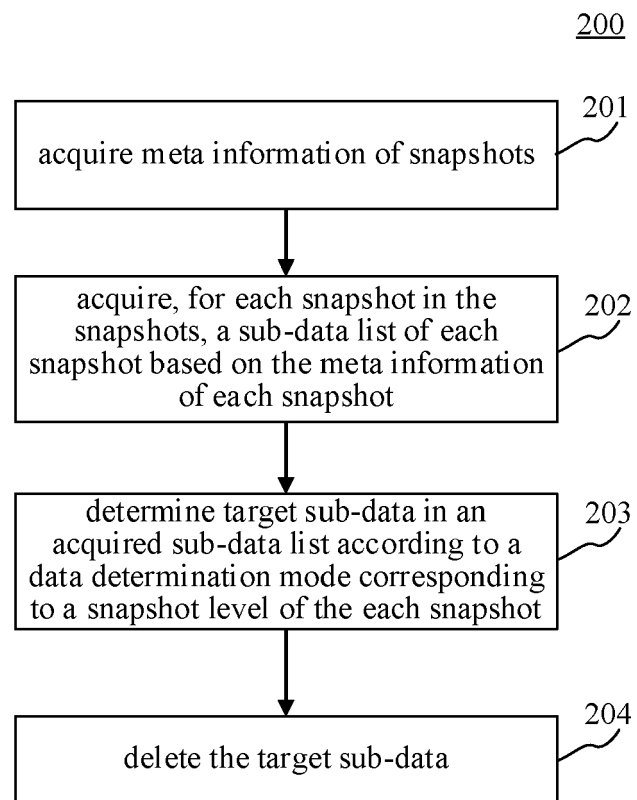 200
201
acquire meta information of snapshots
202
acquire, for each snapshot in the
snapshots, a sub-data list of each
snapshot based on the meta information
of each snapshot
203
determine target sub-data in an
acquired sub-data list according to a
data determination mode corresponding
to a snapshot level of the each snapshot
204
delete the target sub-data